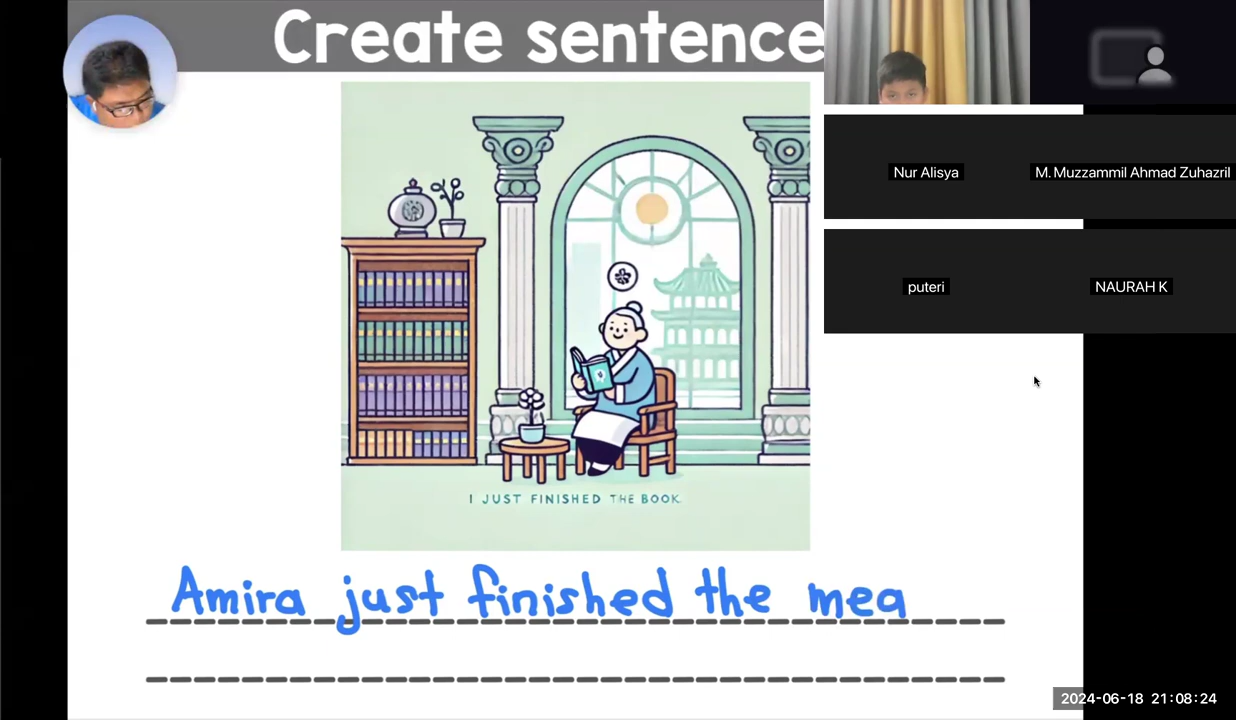 Create sentence
Nur Alisya
M. Muzzammil Ahmad Zuhazril
puteri
NAURAH K
I JUST FINISHED THE BOOK.
Amira just finished the mea
2024-06-18 21:08:24